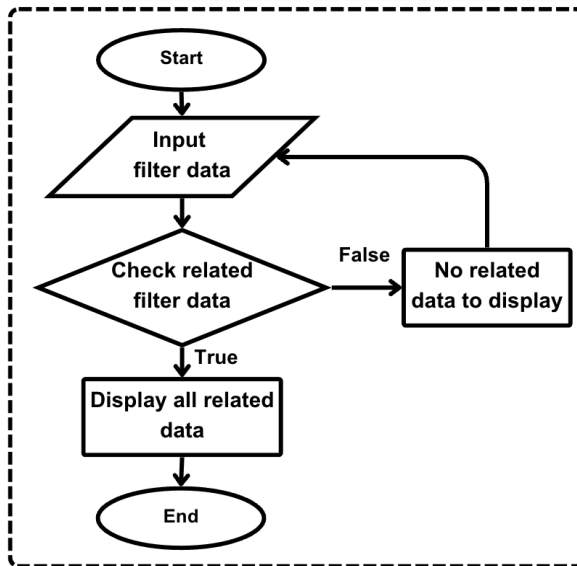 Start
Input
filter data
Check related
filter data
False
No related
data to display
True
Display all related
data
End